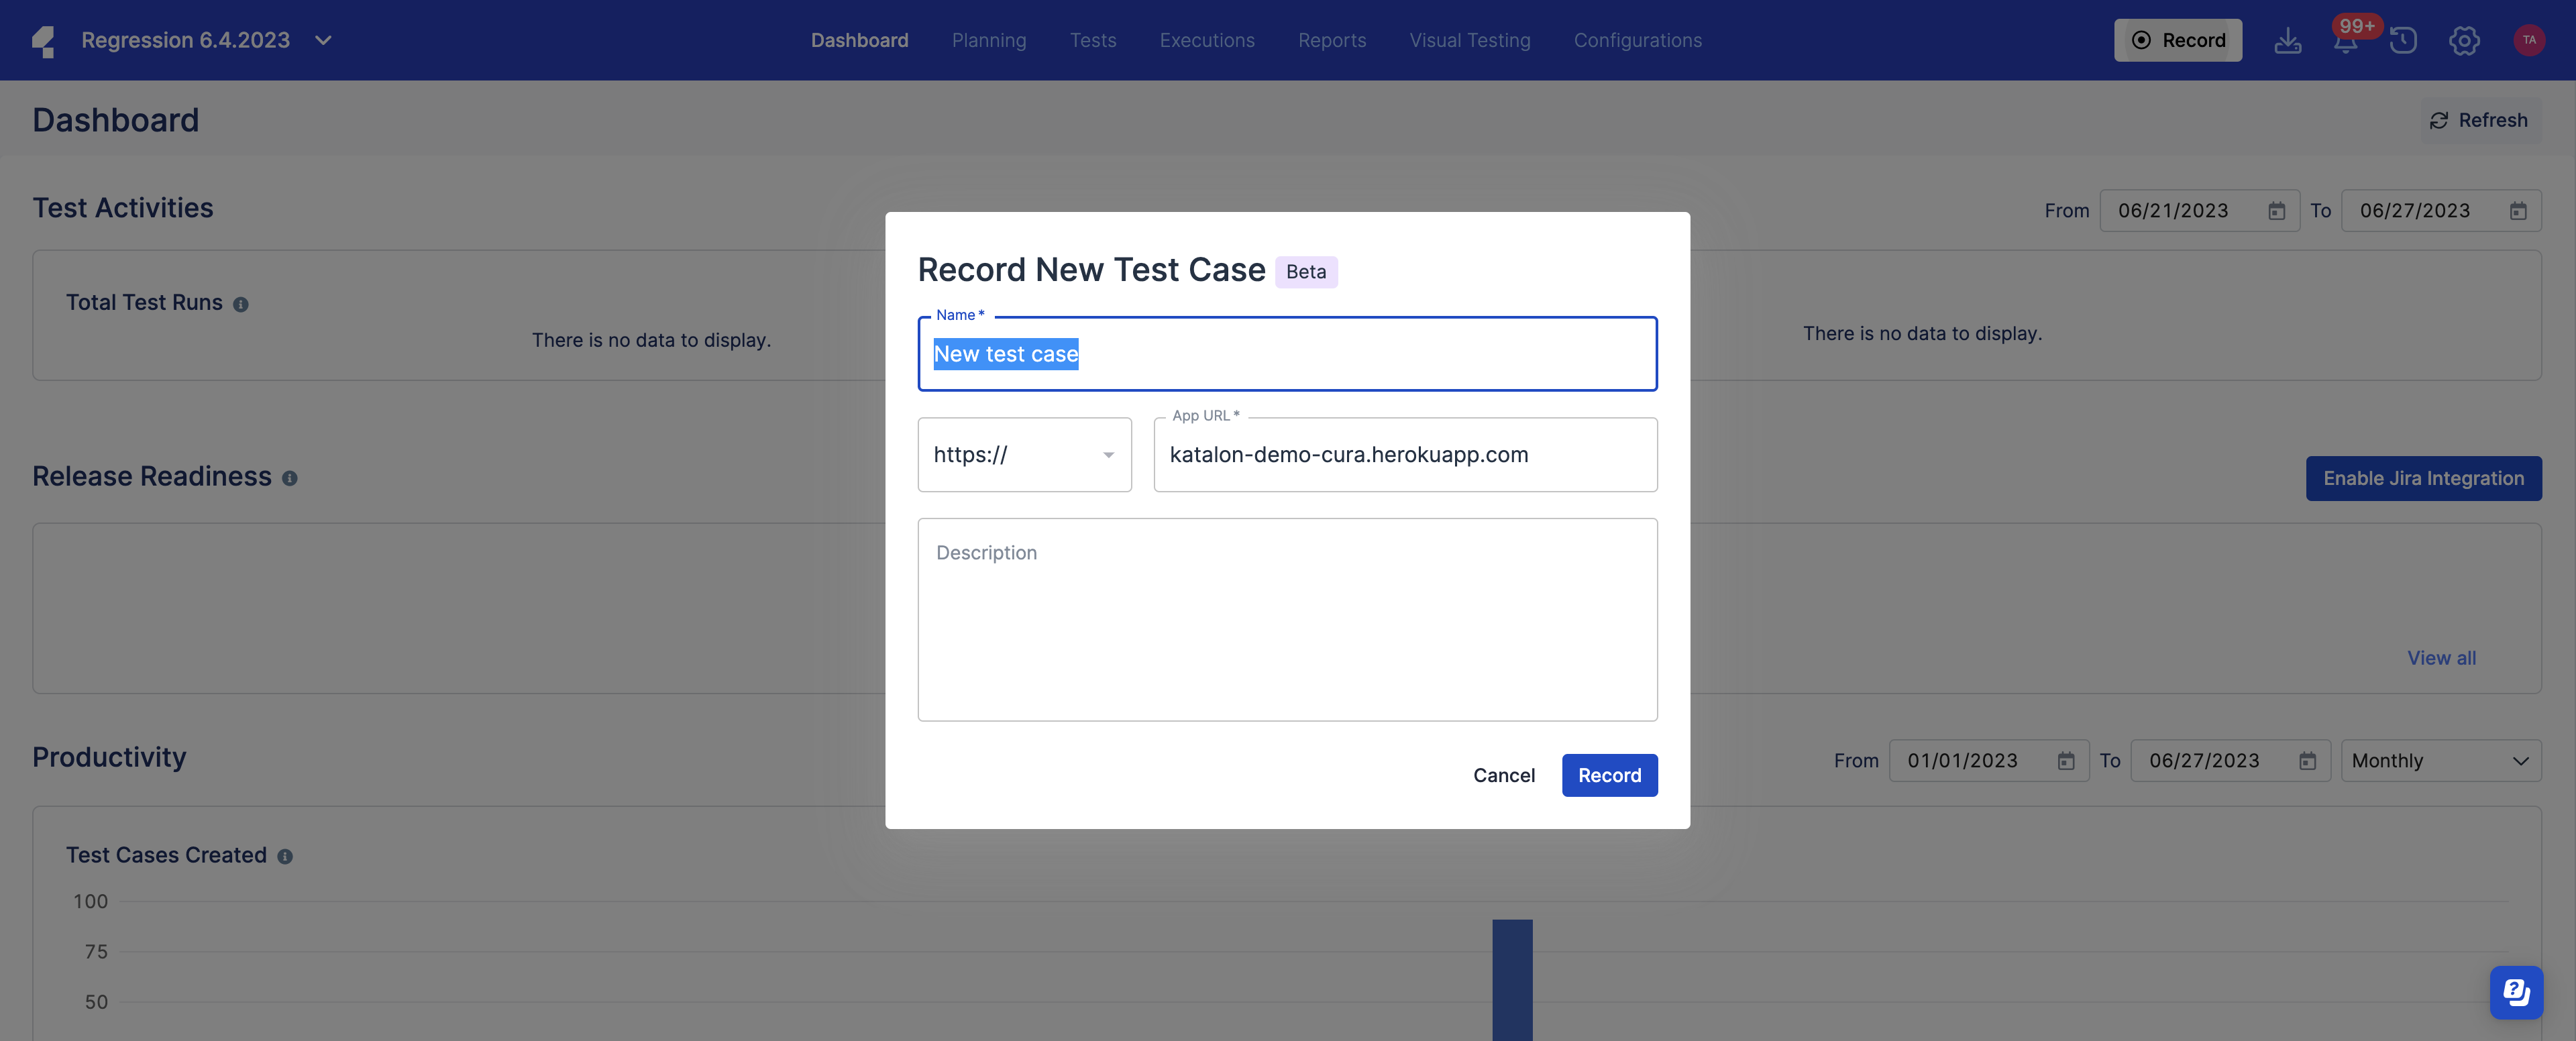 Regression 6.4.2023
Dashboard Planning Tests Executions Reports Visual Testing Configurations
Record
99+
TA
Dashboard
Refresh
Test Activities
From 06/21/2023 To 06/27/2023
Total Test Runs
There is no data to display.
There is no data to display.
Release Readiness
Enable Jira Integration
View all
Productivity
From 01/01/2023 To 06/27/2023 Monthly
Test Cases Created
100
75
50
Record New Test Case Beta
Name *
New test case
https://
App URL *
katalon-demo-cura.herokuapp.com
Description
Cancel Record